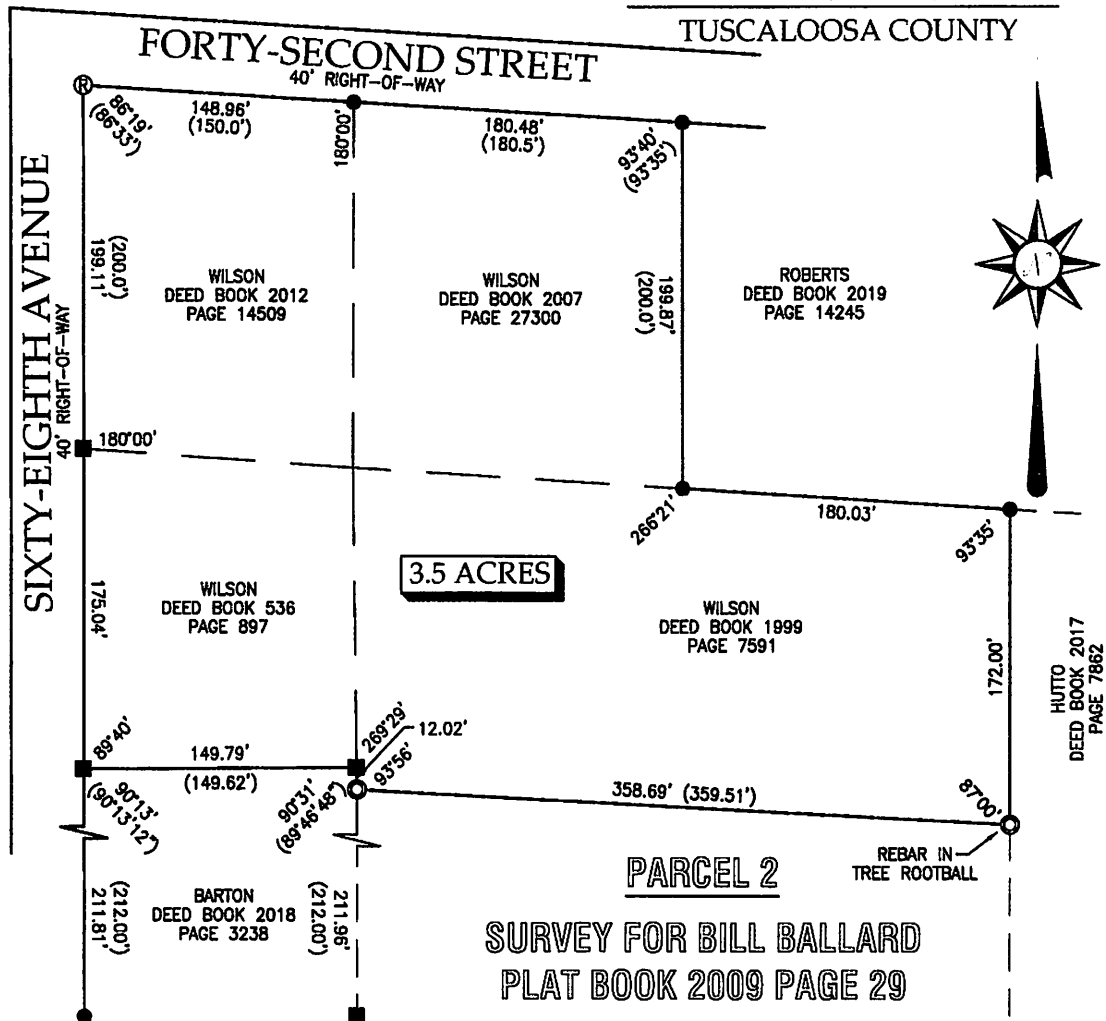 TUSCALOOSA COUNTY
FORTY-SECOND STREET
40' RIGHT-OF-WAY
SIXTY-EIGHTH AVENUE
40' RIGHT-OF-WAY
86°19'
(86°33')
148.96'
(150.0')
180°00'
180.48'
(180.5')
93°40'
(93°35')
(200.0')
199.11'
WILSON
DEED BOOK 2012
PAGE 14509
WILSON
DEED BOOK 2007
PAGE 27300
199.87'
(200.0')
ROBERTS
DEED BOOK 2019
PAGE 14245
N
180°00'
266°21'
180.03'
93°35'
175.04'
WILSON
DEED BOOK 536
PAGE 897
3.5 ACRES
WILSON
DEED BOOK 1999
PAGE 7591
172.00'
HUTTO
DEED BOOK 2017
PAGE 7862
89°40'
149.79'
(149.62')
269°29'
12.02'
93°56'
90°13'
(90°13'12")
90°31'
(89°46'48")
358.69' (359.51')
87°00'
REBAR IN
TREE ROOTBALL
(212.00')
211.81'
BARTON
DEED BOOK 2018
PAGE 3238
211.96'
(212.00')
PARCEL 2
SURVEY FOR BILL BALLARD
PLAT BOOK 2009 PAGE 29